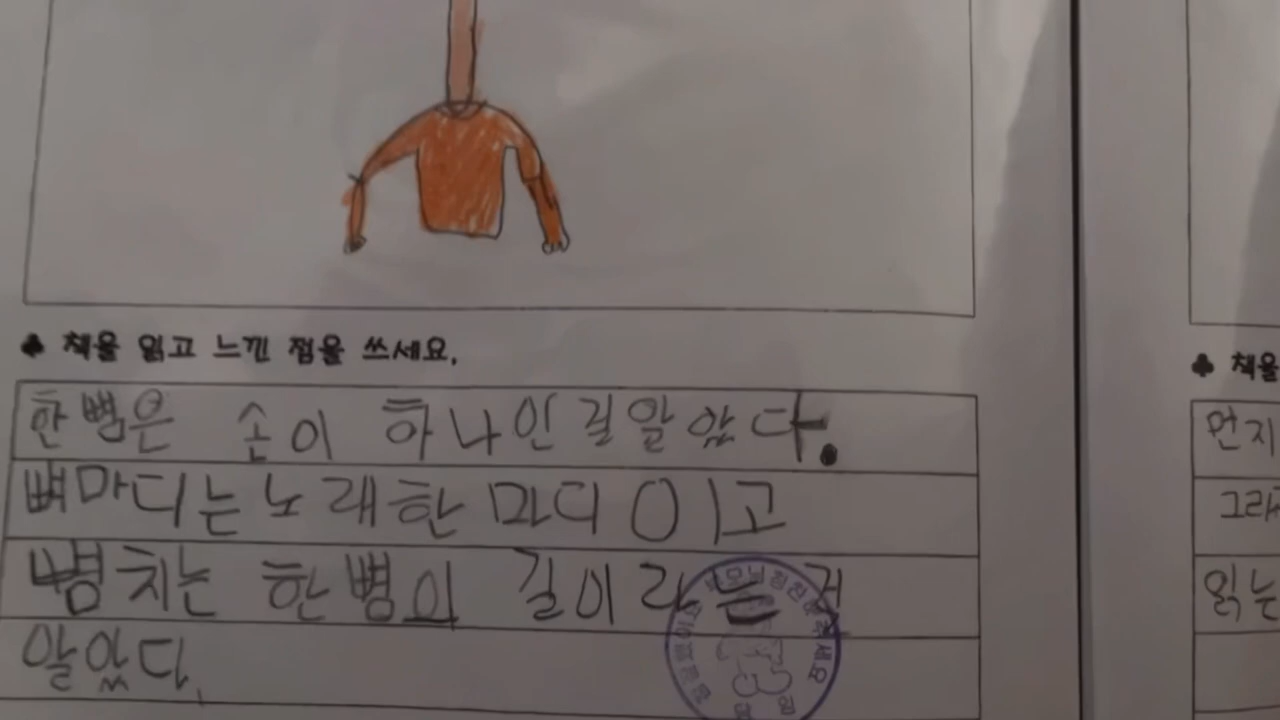 ♣ 책을 읽고 느낀 점을 쓰세요.
한뼘은 손이 하나인길 알았다.
뼈마디는 노래한 마디이고
뼘치는 한뼘의 길이라는 거
알았다.
♣ 책을
먼지
그래
읽는